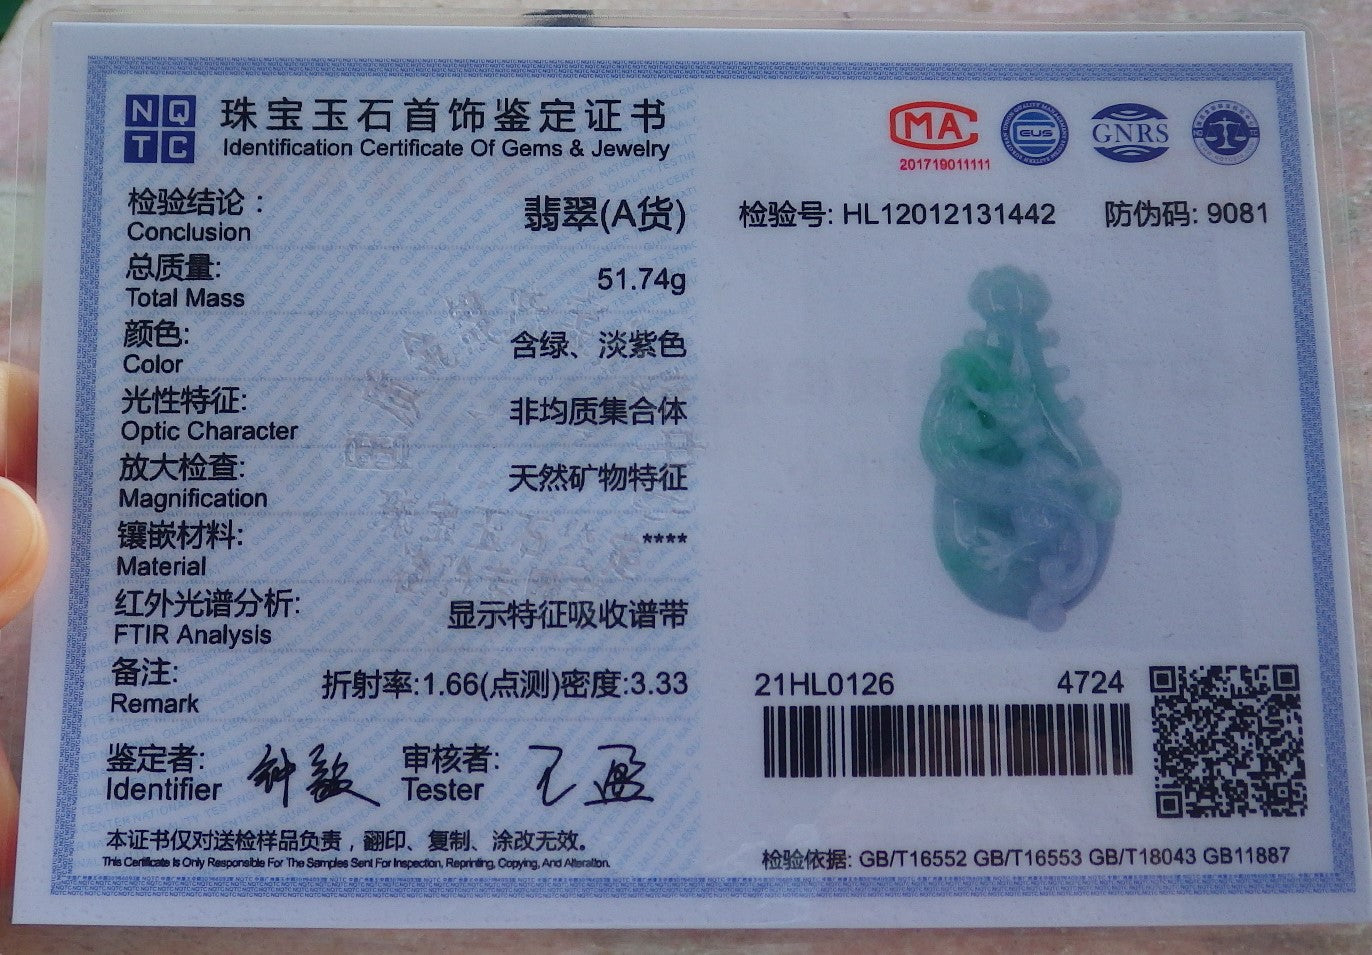 NQ
TC
珠宝玉石首饰鉴定证书
Identification Certificate Of Gems & Jewelry
检验结论：
Conclusion
翡翠(A货)
总质量:
Total Mass
51.74g
颜色:
Color
含绿、淡紫色
光性特征:
Optic Character
非均质集合体
放大检查:
Magnification
天然矿物特征
镶嵌材料:
Material
****
红外光谱分析:
FTIR Analysis
显示特征吸收谱带
备注:
Remark
折射率:1.66(点测)密度:3.33
鉴定者:
Identifier
审核者:
Tester
本证书仅对送检样品负责，翻印、复制、涂改无效。
This Certificate Is Only Responsible For The Samples Sent For Inspection, Reprinting, Copying, And Alteration.
MA
201719011111
CEUS
GNRS
检验号: HL12012131442 防伪码: 9081
21HL0126 4724
检验依据: GB/T16552 GB/T16553 GB/T18043 GB11887